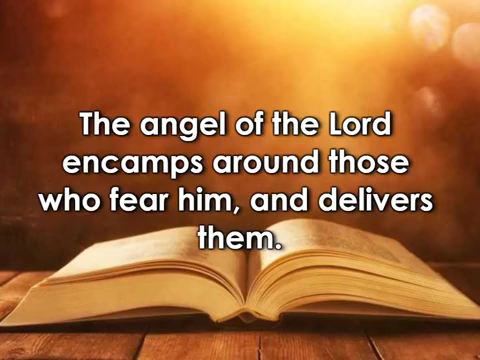 The angel of the Lord
encamps around those
who fear him, and delivers
them.